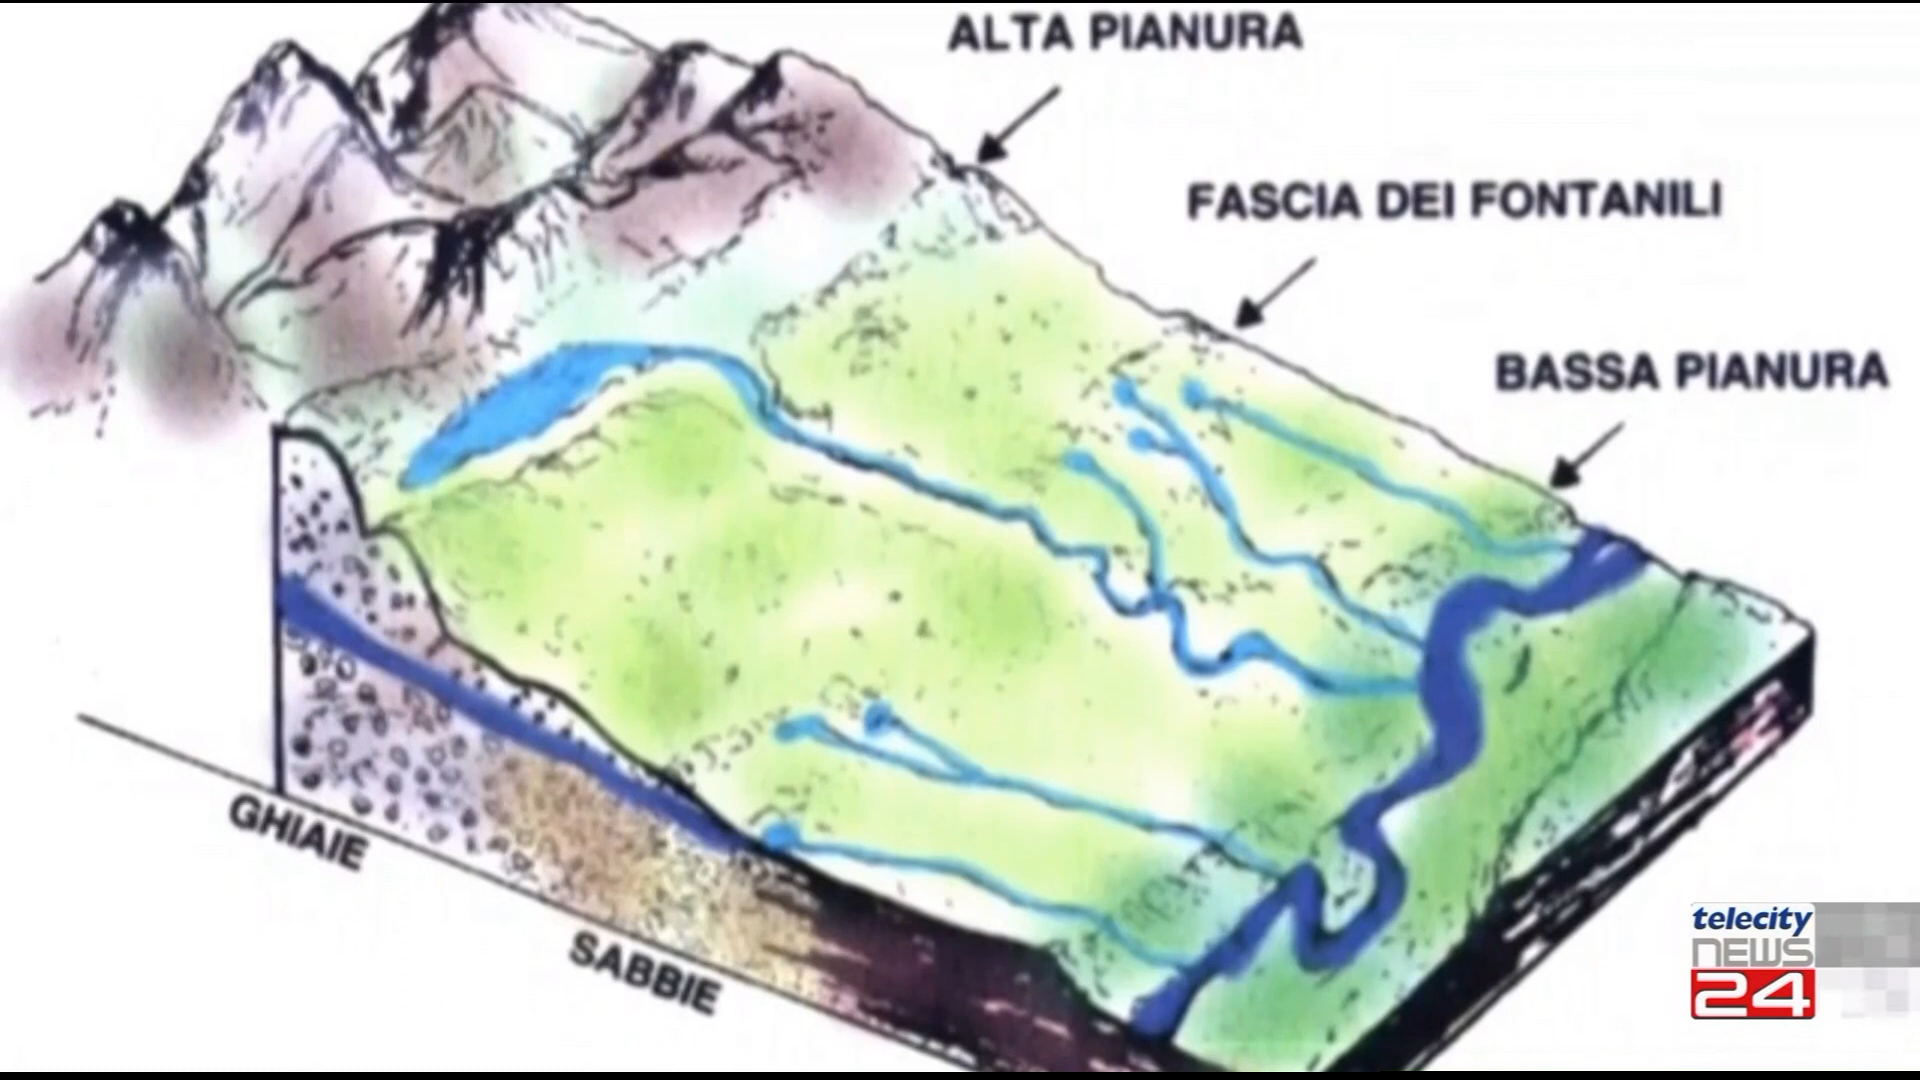 ALTA PIANURA
FASCIA DEI FONTANILI
BASSA PIANURA
GHIAIE
SABBIE
telecity
NEWS
24